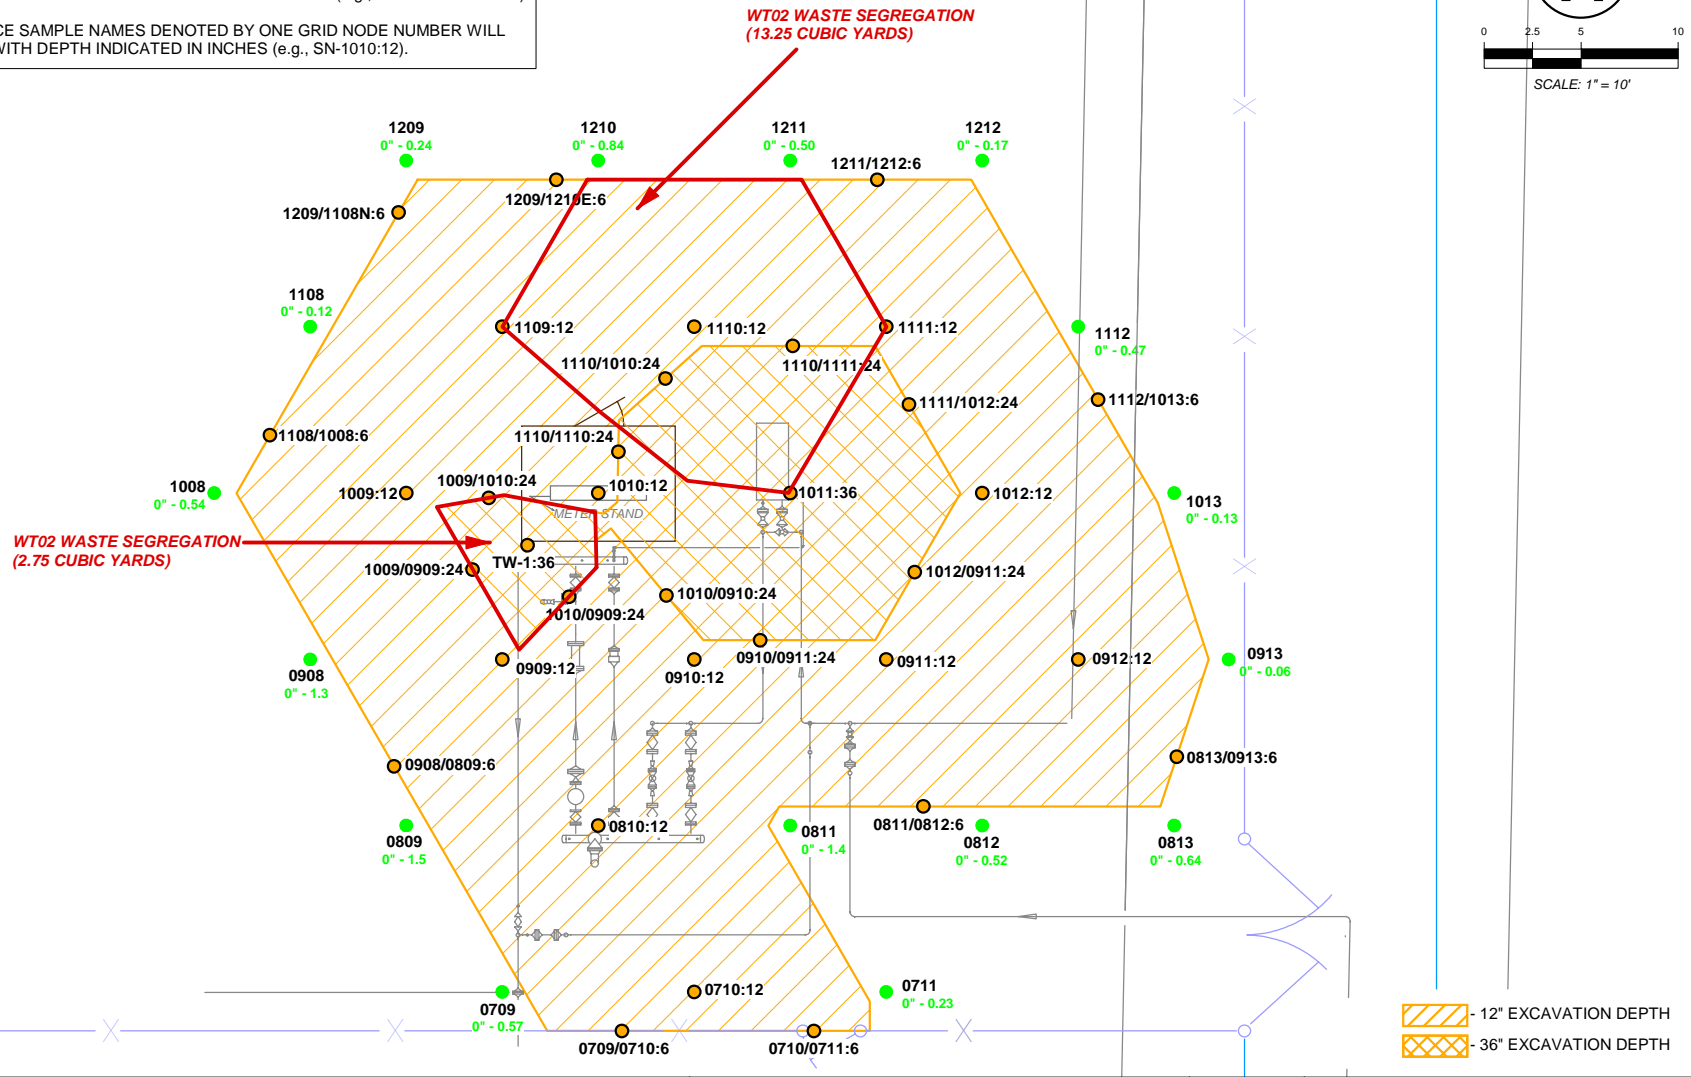 CE SAMPLE NAMES DENOTED BY ONE GRID NODE NUMBER WILL
WITH DEPTH INDICATED IN INCHES (e.g., SN-1010:12).
WT02 WASTE SEGREGATION
(13.25 CUBIC YARDS)
0 2.5 5 10
SCALE: 1" = 10'
1209
0" - 0.24
1210
0" - 0.84
1211
0" - 0.50
1212
0" - 0.17
1211/1212:6
1209/1210E:6
1209/1108N:6
1108
0" - 0.12
1109:12
1110:12
1111:12
1112
0" - 0.47
1110/1010:24
1110/1111:24
1111/1012:24
1112/1013:6
1108/1008:6
1110/1110:24
1008
0" - 0.54
1009:12
1009/1010:24
1010:12
1011:36
1012:12
1013
0" - 0.13
METER STAND
WT02 WASTE SEGREGATION
(2.75 CUBIC YARDS)
TW-1:36
1009/0909:24
1012/0911:24
1010/0910:24
1010/0909:24
0908
0" - 1.3
0909:12
0910:12
0910/0911:24
0911:12
0912:12
0913
0" - 0.06
0908/0809:6
0813/0913:6
0809
0" - 1.5
0810:12
0811
0" - 1.4
0811/0812:6
0812
0" - 0.52
0813
0" - 0.64
0709
0" - 0.57
0710:12
0711
0" - 0.23
0709/0710:6
0710/0711:6
- 12" EXCAVATION DEPTH
- 36" EXCAVATION DEPTH